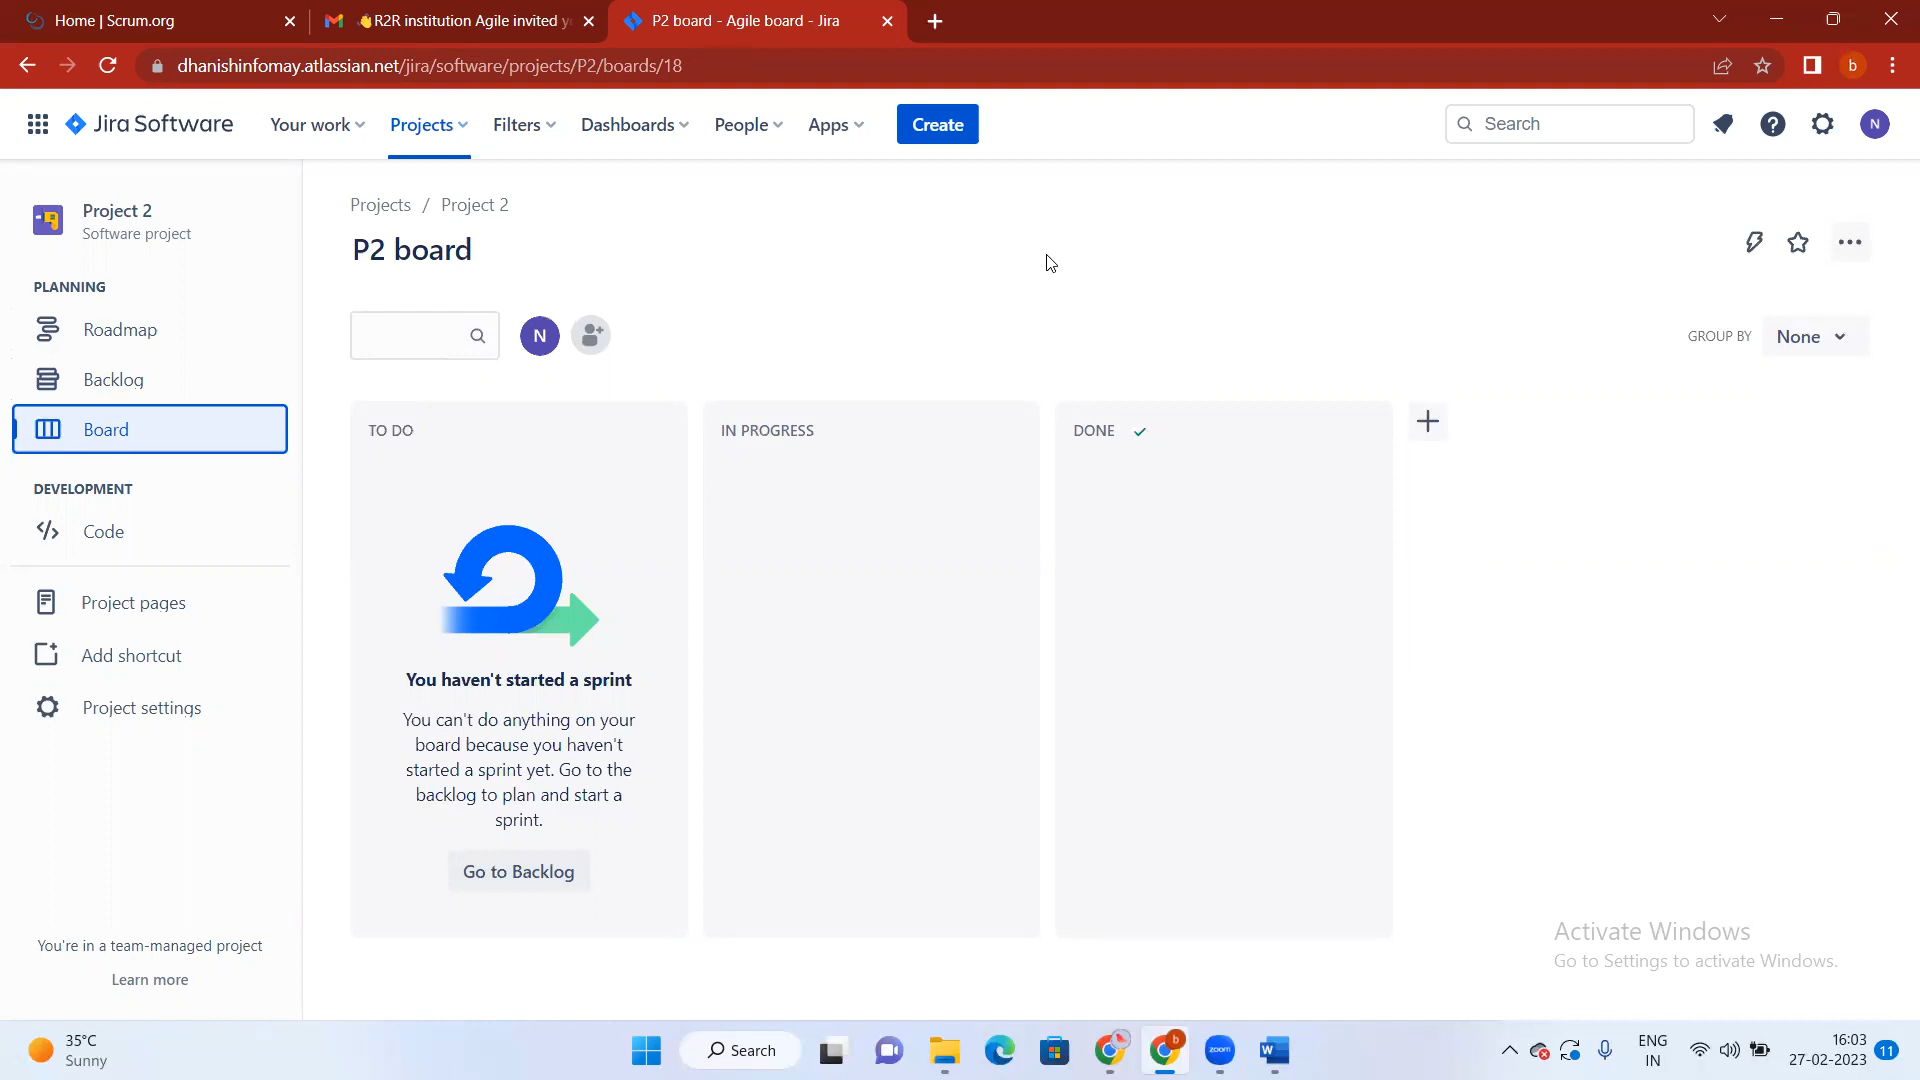 Home | Scrum.org
👋R2R institution Agile invited y
P2 board - Agile board - Jira
dhanishinfomay.atlassian.net/jira/software/projects/P2/boards/18
b
Jira Software
Your work
Projects
Filters
Dashboards
People
Apps
Create
Search
N
Project 2
Software project
PLANNING
Roadmap
Backlog
Board
DEVELOPMENT
Code
Project pages
Add shortcut
Project settings
You're in a team-managed project
Learn more
Projects / Project 2
P2 board
N
GROUP BY
None
TO DO
IN PROGRESS
DONE
You haven't started a sprint
You can't do anything on your
board because you haven't
started a sprint yet. Go to the
backlog to plan and start a
sprint.
Go to Backlog
Activate Windows
Go to Settings to activate Windows.
35°C
Sunny
Search
b
zoom
W
ENG
IN
16:03
27-02-2023
11